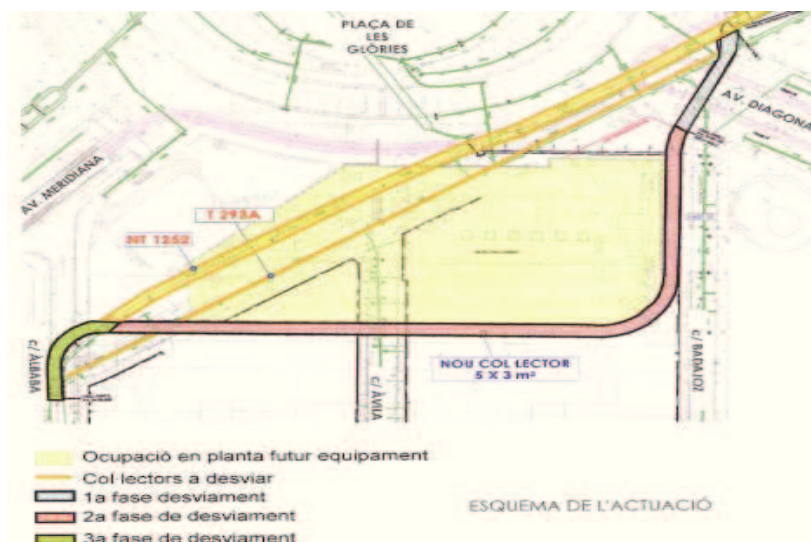 PLAÇA DE
LES
GLÒRIES
AV. DIAGONA
AV. MERIDIANA
T 293A
NT 1252
c/ ÀLBABA
c/ ÀVILA
NOU COL LECTOR
5 X 3 m²
c/ BADAJOZ
Ocupació en planta futur equipament
Col·lectors a desviar
1a fase desviament
2a fase de desviament
3a fase de desviament
ESQUEMA DE L'ACTUACIÓ